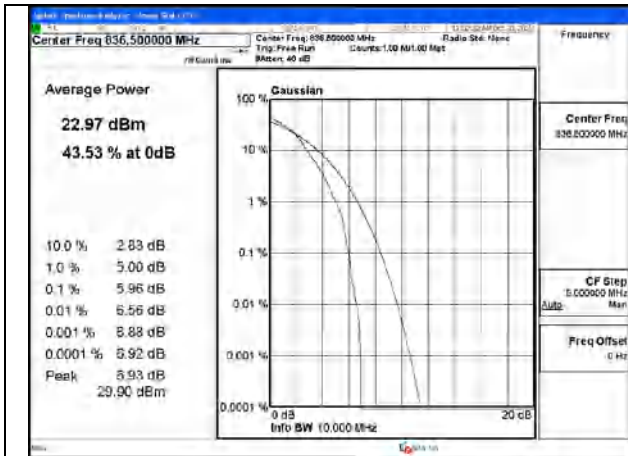 Center Freq 836.500000 MHz
Center Freq: 836.500000 MHz
Radio Std: None
Trig: Free Run
Counts: 1.00 M/1.00 Mpt
#Atten: 40 dB
Frequency
Average Power
22.97 dBm
43.53 % at 0dB
10.0 % 2.83 dB
1.0 % 5.00 dB
0.1 % 5.96 dB
0.01 % 6.56 dB
0.001 % 6.88 dB
0.0001 % 6.92 dB
Peak 6.93 dB
29.90 dBm
Gaussian
100 %
10 %
1 %
0.1 %
0.01 %
0.001 %
0.0001 %
0 dB
20 dB
Info BW 10.000 MHz
Center Freq
836.500000 MHz
CF Step
5.000000 MHz
Auto Man
Freq Offset
0 Hz